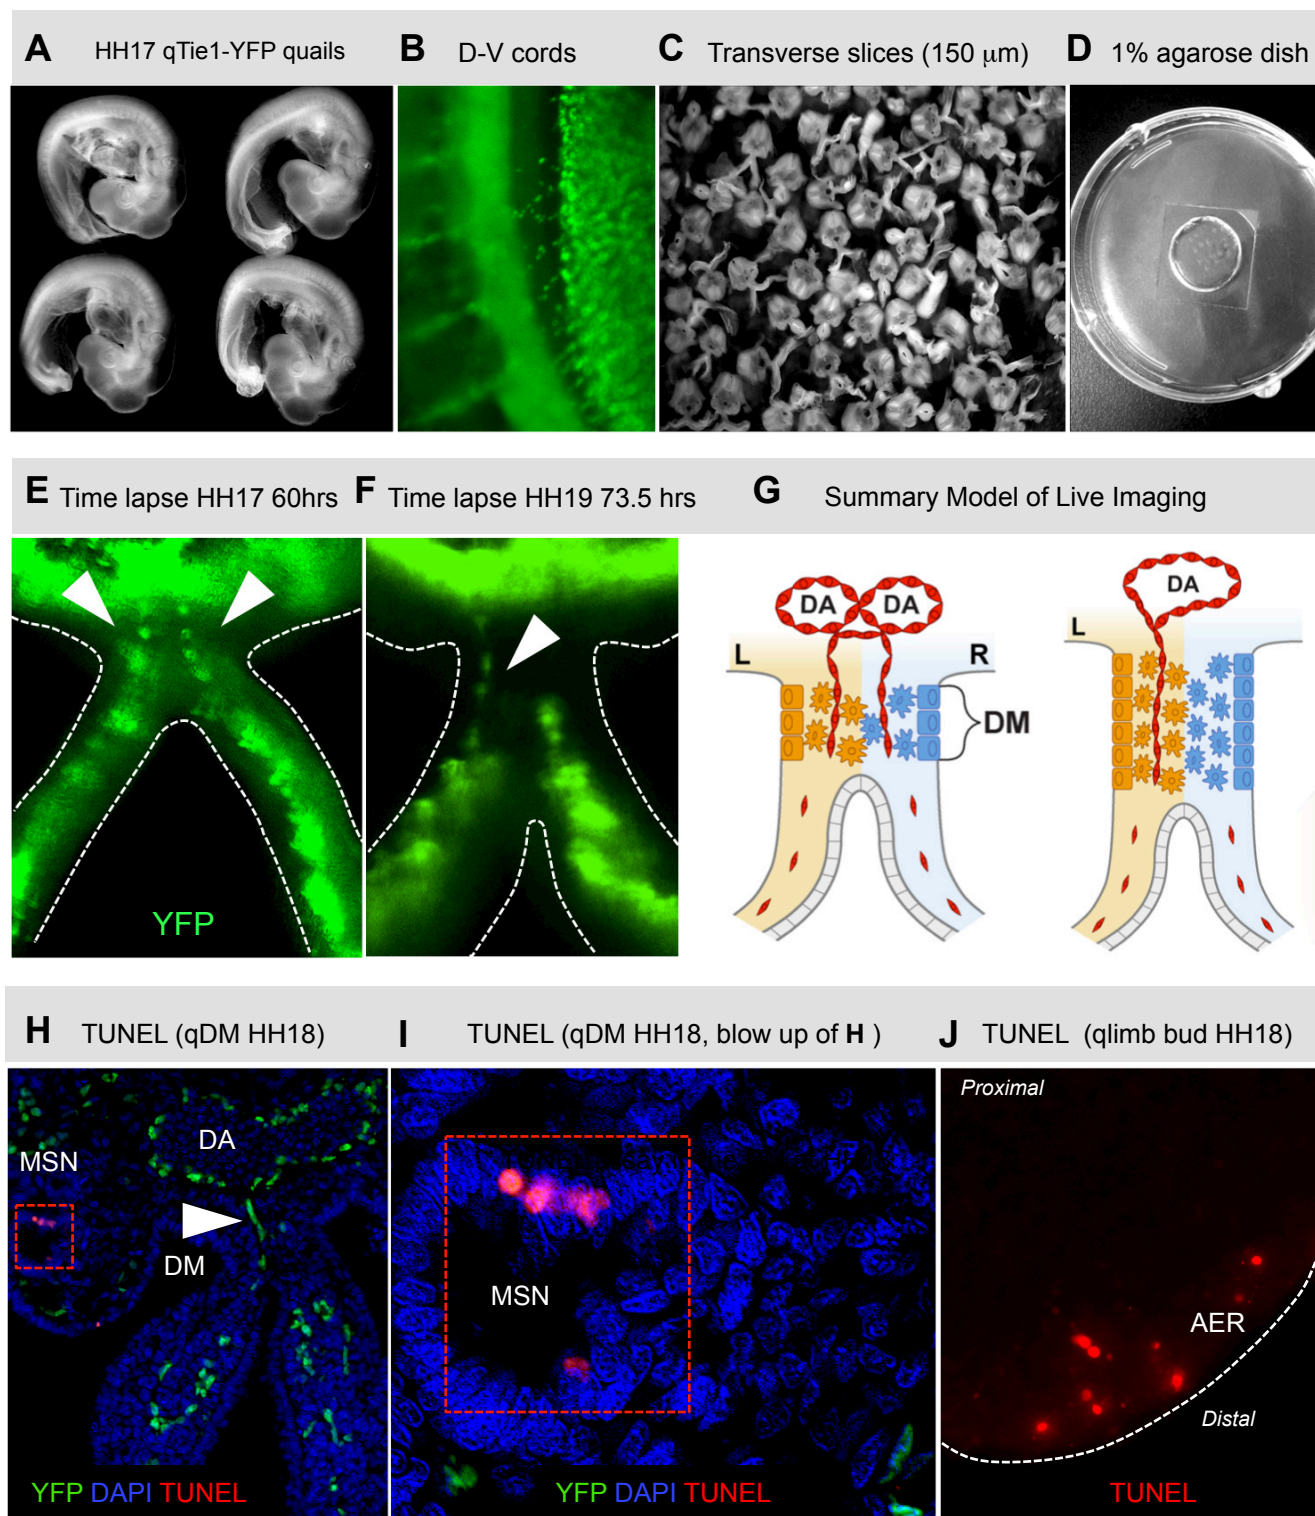 A HH17 qTie1-YFP quails
B D-V cords
C Transverse slices (150 μm)
D 1% agarose dish
E Time lapse HH17 60hrs
F Time lapse HH19 73.5 hrs
G Summary Model of Live Imaging
YFP
DA DA
L R
DM
DA
L
H TUNEL (qDM HH18)
I TUNEL (qDM HH18, blow up of H )
J TUNEL (qlimb bud HH18)
DA
MSN
DM
YFP DAPI TUNEL
MSN
YFP DAPI TUNEL
Proximal
AER
Distal
TUNEL